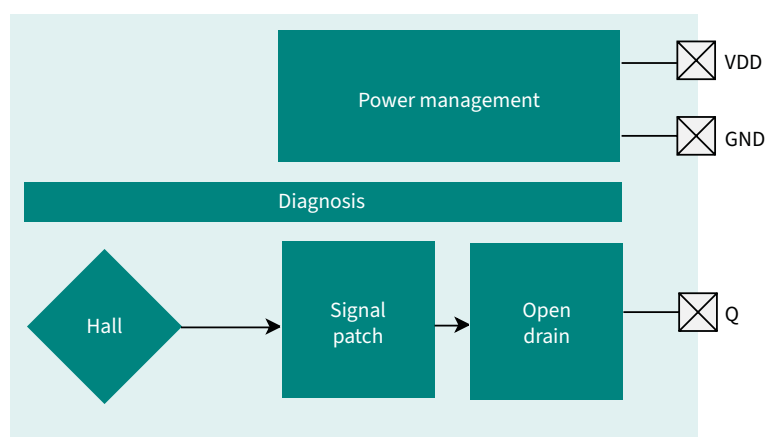 Power management
VDD
GND
Diagnosis
Hall
Signal
patch
Open
drain
Q